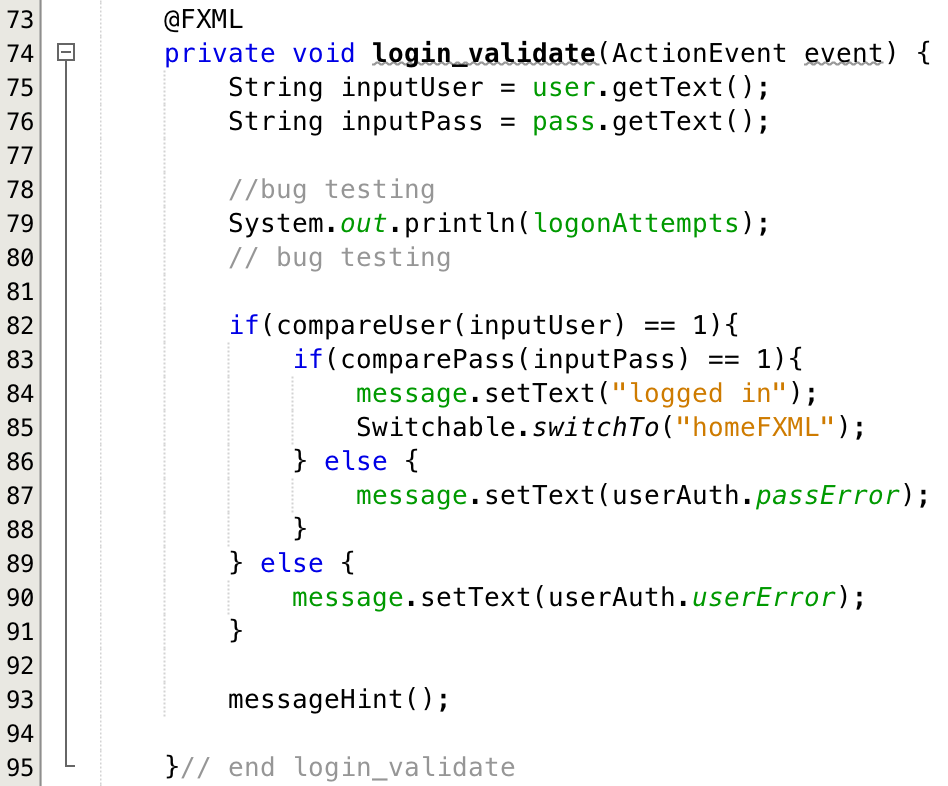 73 @FXML
74 private void login_validate(ActionEvent event) {
75 String inputUser = user.getText();
76 String inputPass = pass.getText();
77
78 //bug testing
79 System.out.println(logonAttempts);
80 // bug testing
81
82 if(compareUser(inputUser) == 1){
83 if(comparePass(inputPass) == 1){
84 message.setText("logged in");
85 Switchable.switchTo("homeFXML");
86 } else {
87 message.setText(userAuth.passError);
88 }
89 } else {
90 message.setText(userAuth.userError);
91 }
92
93 messageHint();
94
95 }// end login_validate